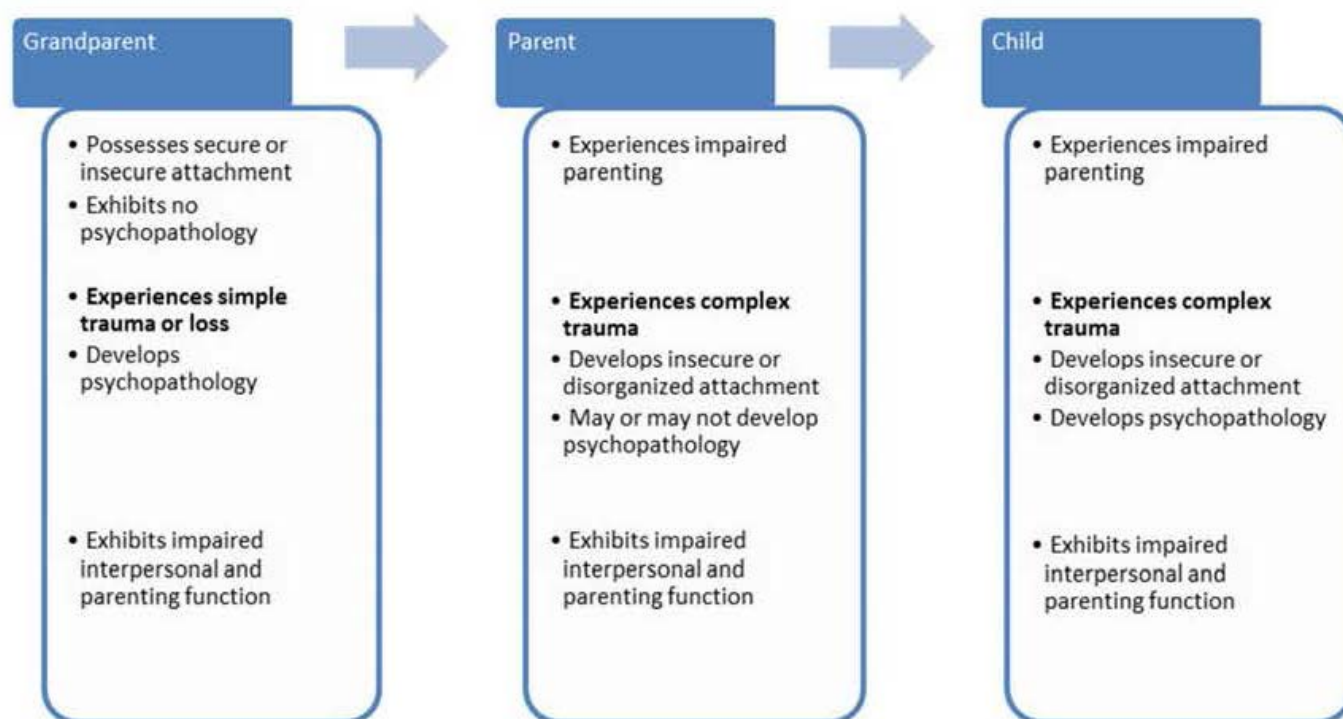 Grandparent
• Possesses secure or
insecure attachment
• Exhibits no
psychopathology
• Experiences simple
trauma or loss
• Develops
psychopathology
• Exhibits impaired
interpersonal and
parenting function
Parent
• Experiences impaired
parenting
• Experiences complex
trauma
• Develops insecure or
disorganized attachment
• May or may not develop
psychopathology
• Exhibits impaired
interpersonal and
parenting function
Child
• Experiences impaired
parenting
• Experiences complex
trauma
• Develops insecure or
disorganized attachment
• Develops psychopathology
• Exhibits impaired
interpersonal and
parenting function